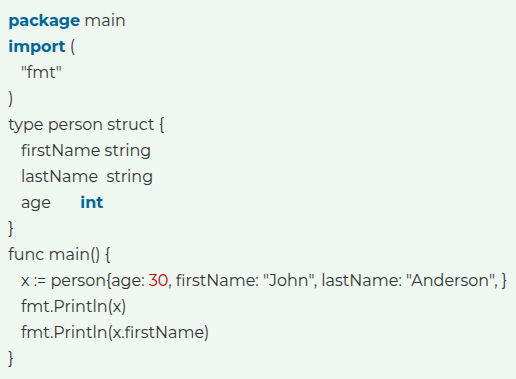 package main
import (
"fmt"
)
type person struct {
firstName string
lastName string
age int
}
func main() {
x := person{age: 30, firstName: "John", lastName: "Anderson", }
fmt.Println(x)
fmt.Println(x.firstName)
}